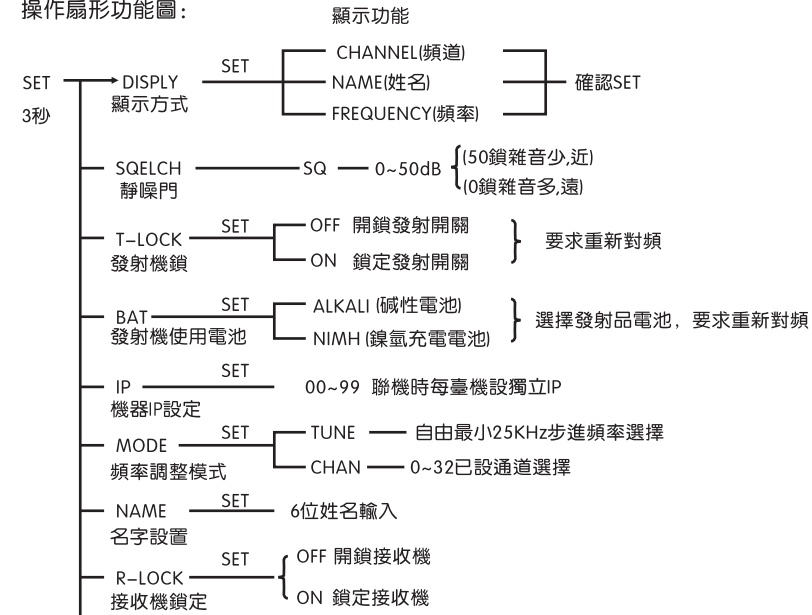 操作扇形功能圖：
顯示功能
CHANNEL(頻道)
SET
SET DISPLY NAME(姓名) 確認SET
顯示方式
3秒 FREQUENCY(頻率)
(50鎖雜音少,近)
SQELCH SQ 0~50dB
靜噪門 (0鎖雜音多,遠)
SET OFF 開鎖發射開關
T-LOCK 要求重新對頻
發射機鎖 ON 鎖定發射開關
SET ALKALI (碱性電池)
BAT 選擇發射品電池，要求重新對頻
發射機使用電池 NIMH (鎳氫充電電池)
SET
IP 00~99 聯機時每臺機設獨立IP
機器IP設定
SET TUNE 自由最小25KHz步進頻率選擇
MODE
頻率調整模式 CHAN 0~32已設通道選擇
SET
NAME 6位姓名輸入
名字設置
SET OFF 開鎖接收機
R-LOCK
接收機鎖定 ON 鎖定接收機